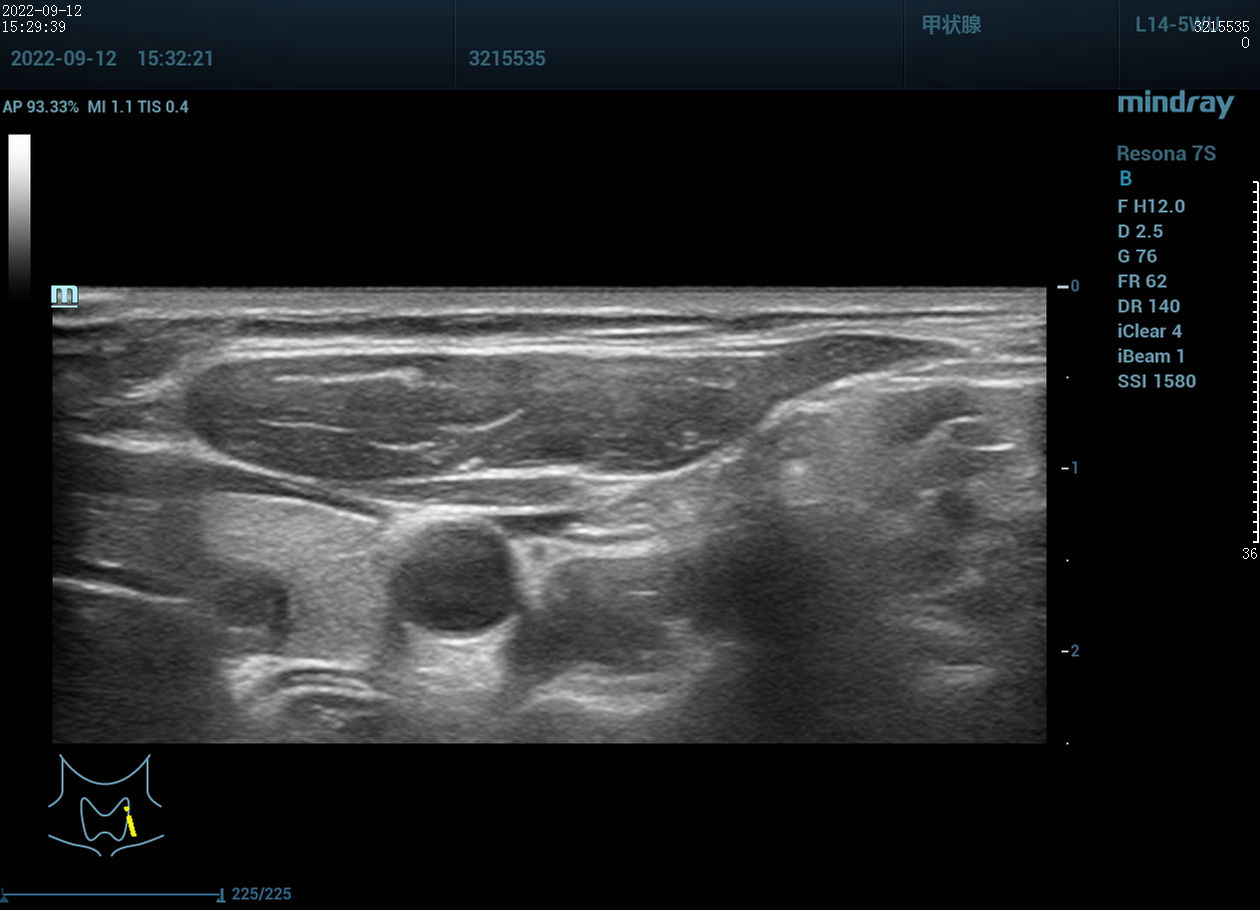 2022-09-12
15:29:39
2022-09-12 15:32:21
3215535
甲状腺
3215535
0
AP 93.33% MI 1.1 TIS 0.4
mindray
Resona 7S
B
F H12.0
D 2.5
G 76
FR 62
DR 140
iClear 4
iBeam 1
SSI 1580
m
0
1
2
36
225/225